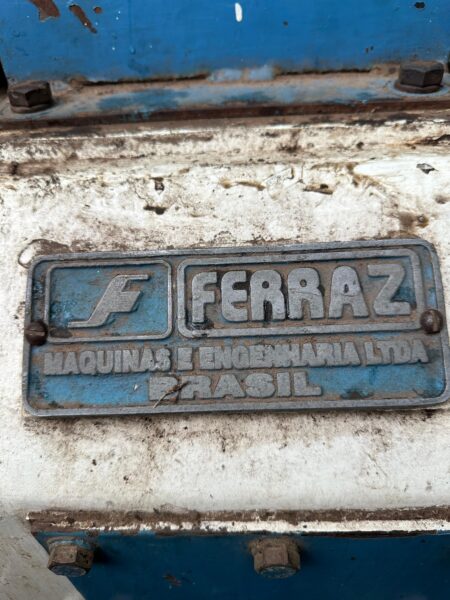 F FERRAZ
MAQUINAS E ENGENHARIA LTDA
BRASIL